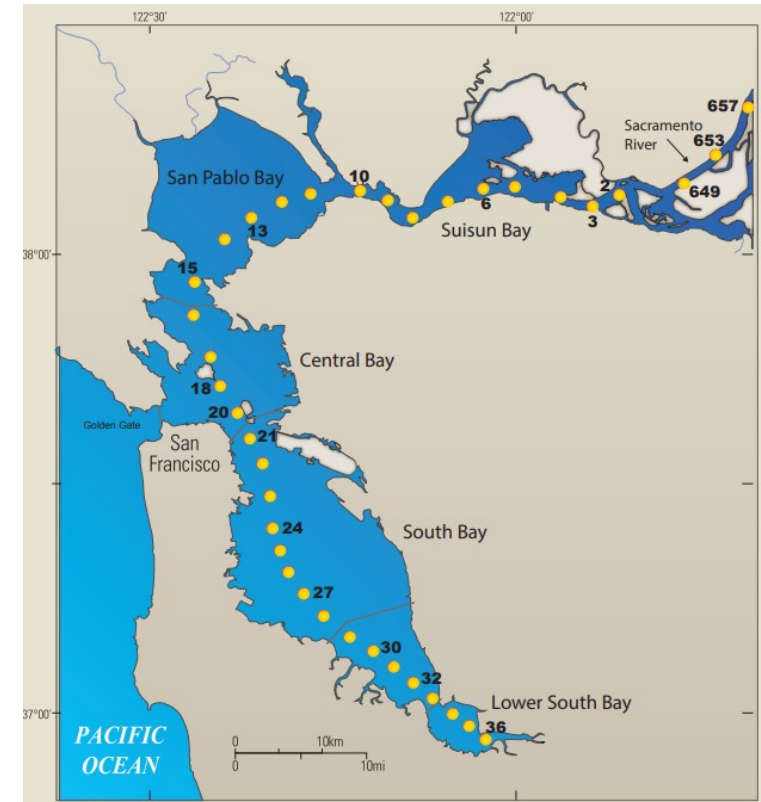 122°30'
122°00'
657
Sacramento
River
653
649
San Pablo Bay
10
2
6
3
13
Suisun Bay
38°00'
15
Central Bay
18
20
Golden Gate
21
San
Francisco
24
South Bay
27
30
32
Lower South Bay
37°00'
36
PACIFIC
OCEAN
0
10km
0
10mi